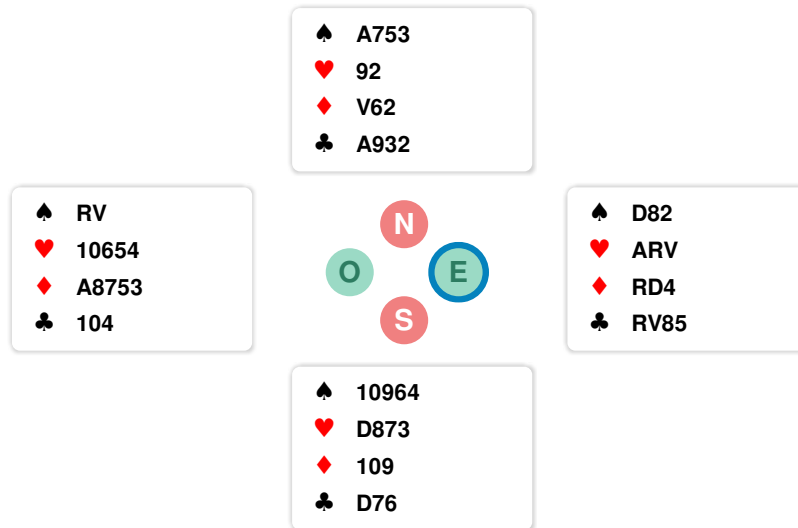 ♠ A753
♥ 92
♦ V62
♣ A932
♠ RV
♥ 10654
♦ A8753
♣ 104
N
O E
S
♠ D82
♥ ARV
♦ RD4
♣ RV85
♠ 10964
♥ D873
♦ 109
♣ D76